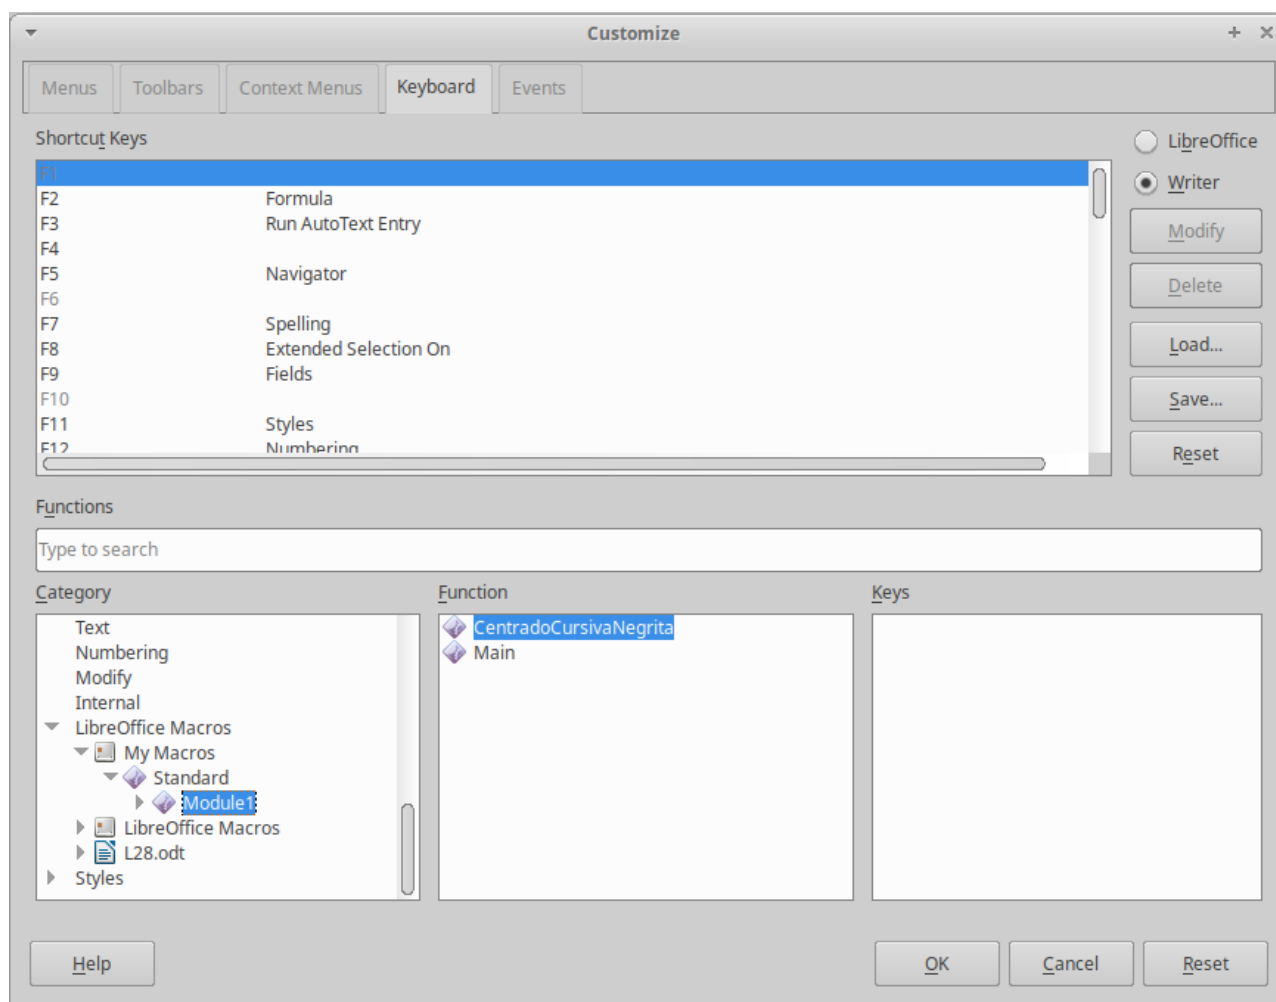 Customize
Menus Toolbars Context Menus Keyboard Events
Shortcut Keys
LibreOffice
Writer
F1
F2 Formula
F3 Run AutoText Entry
F4
F5 Navigator
F6
F7 Spelling
F8 Extended Selection On
F9 Fields
F10
F11 Styles
F12 Numbering
Modify
Delete
Load...
Save...
Reset
Functions
Type to search
Category
Text
Numbering
Modify
Internal
LibreOffice Macros
My Macros
Standard
Module1
LibreOffice Macros
L28.odt
Styles
Function
CentradoCursivaNegrita
Main
Keys
Help OK Cancel Reset